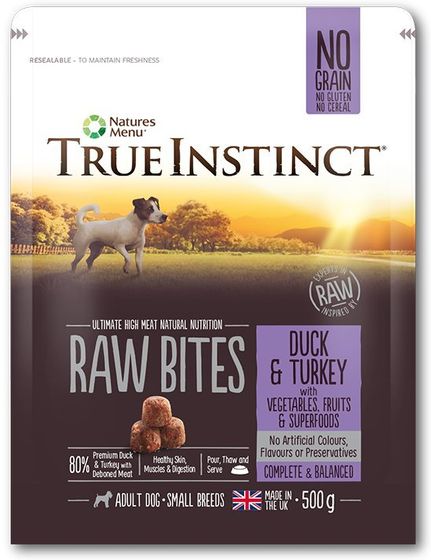 RESEALABLE - TO MAINTAIN FRESHNESS
NO
GRAIN
NO GLUTEN
NO CEREAL
Natures
Menu
TRUE INSTINCT®
EXPERTS IN
RAW
INSPIRED BY
ULTIMATE HIGH MEAT NATURAL NUTRITION
RAW BITES
DUCK
& TURKEY
with
VEGETABLES, FRUITS
& SUPERFOODS
No Artificial Colours,
Flavours or Preservatives
COMPLETE & BALANCED
80% Premium Duck
& Turkey with
Deboned Meat
Healthy Skin,
Muscles & Digestion
Pour, Thaw and
Serve
ADULT DOG • SMALL BREEDS
MADE IN
THE UK • 500g